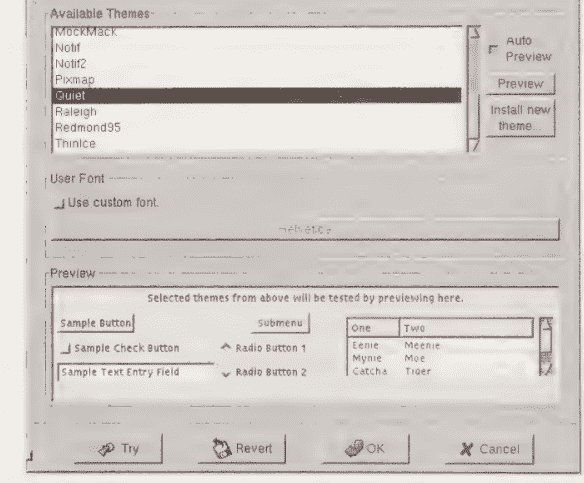 Available Themes
MockMack
Notif
Notif2
Pixmap
Quiet
Raleigh
Redmond95
ThinIce
Auto
Preview
Preview
Install new
theme...
User Font
Use custom font.
Helvetica
Preview
Selected themes from above will be tested by previewing here.
Sample Button
Submenu
One Two
Sample Check Button
Radio Button 1
Eenie Meenie
Mynie Moe
Catcha Tiger
Sample Text Entry Field
Radio Button 2
Try
Revert
OK
Cancel